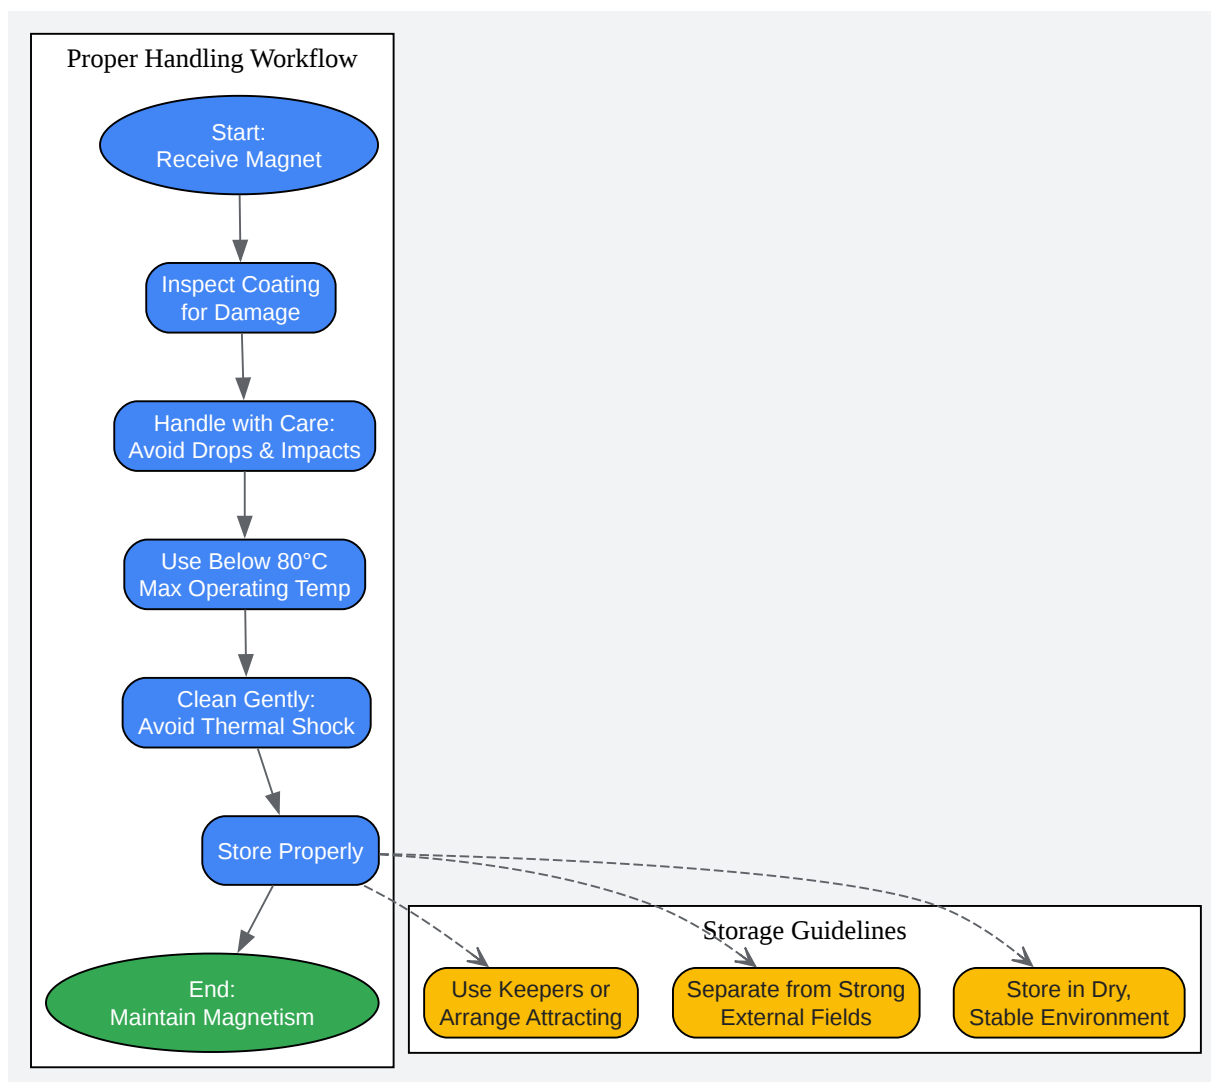 Proper Handling Workflow
Start:
Receive Magnet
Inspect Coating
for Damage
Handle with Care:
Avoid Drops & Impacts
Use Below 80°C
Max Operating Temp
Clean Gently:
Avoid Thermal Shock
Store Properly
End:
Maintain Magnetism
Storage Guidelines
Use Keepers or
Arrange Attracting
Separate from Strong
External Fields
Store in Dry,
Stable Environment